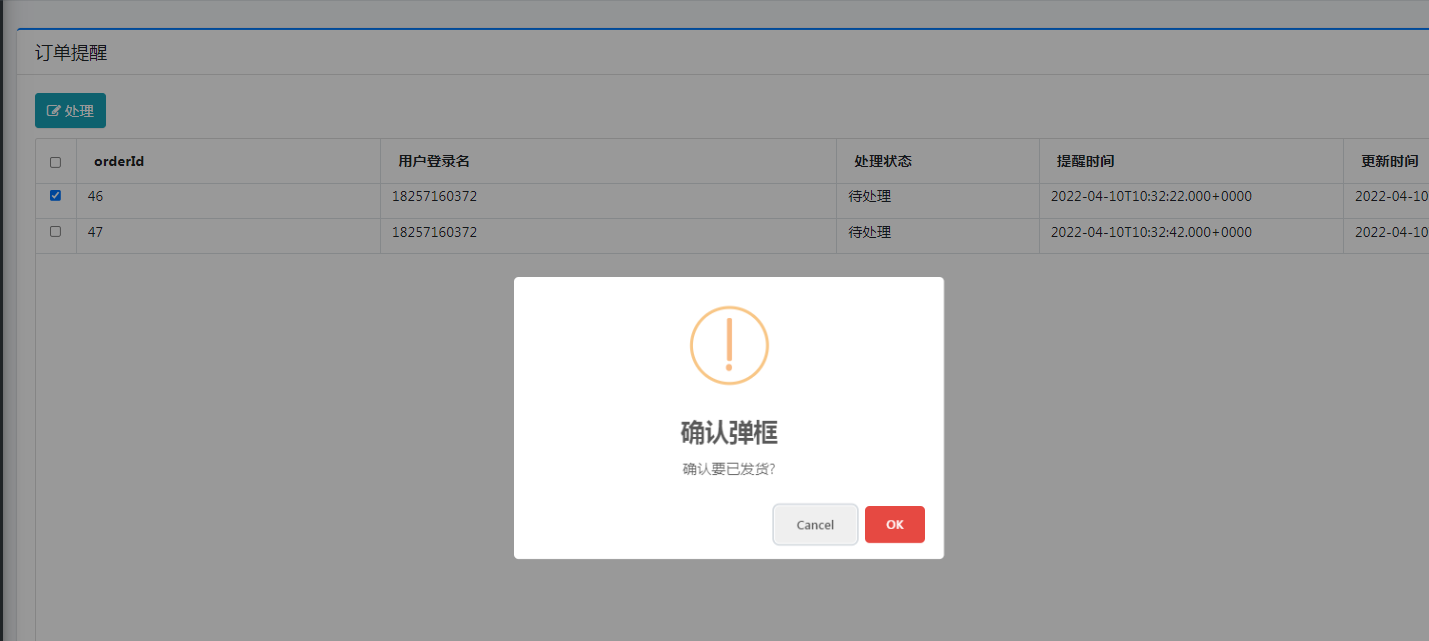 订单提醒
处理
orderId 用户登录名 处理状态 提醒时间 更新时间
46 18257160372 待处理 2022-04-10T10:32:22.000+0000 2022-04-10
47 18257160372 待处理 2022-04-10T10:32:42.000+0000 2022-04-10
确认弹框
确认要已发货?
Cancel OK